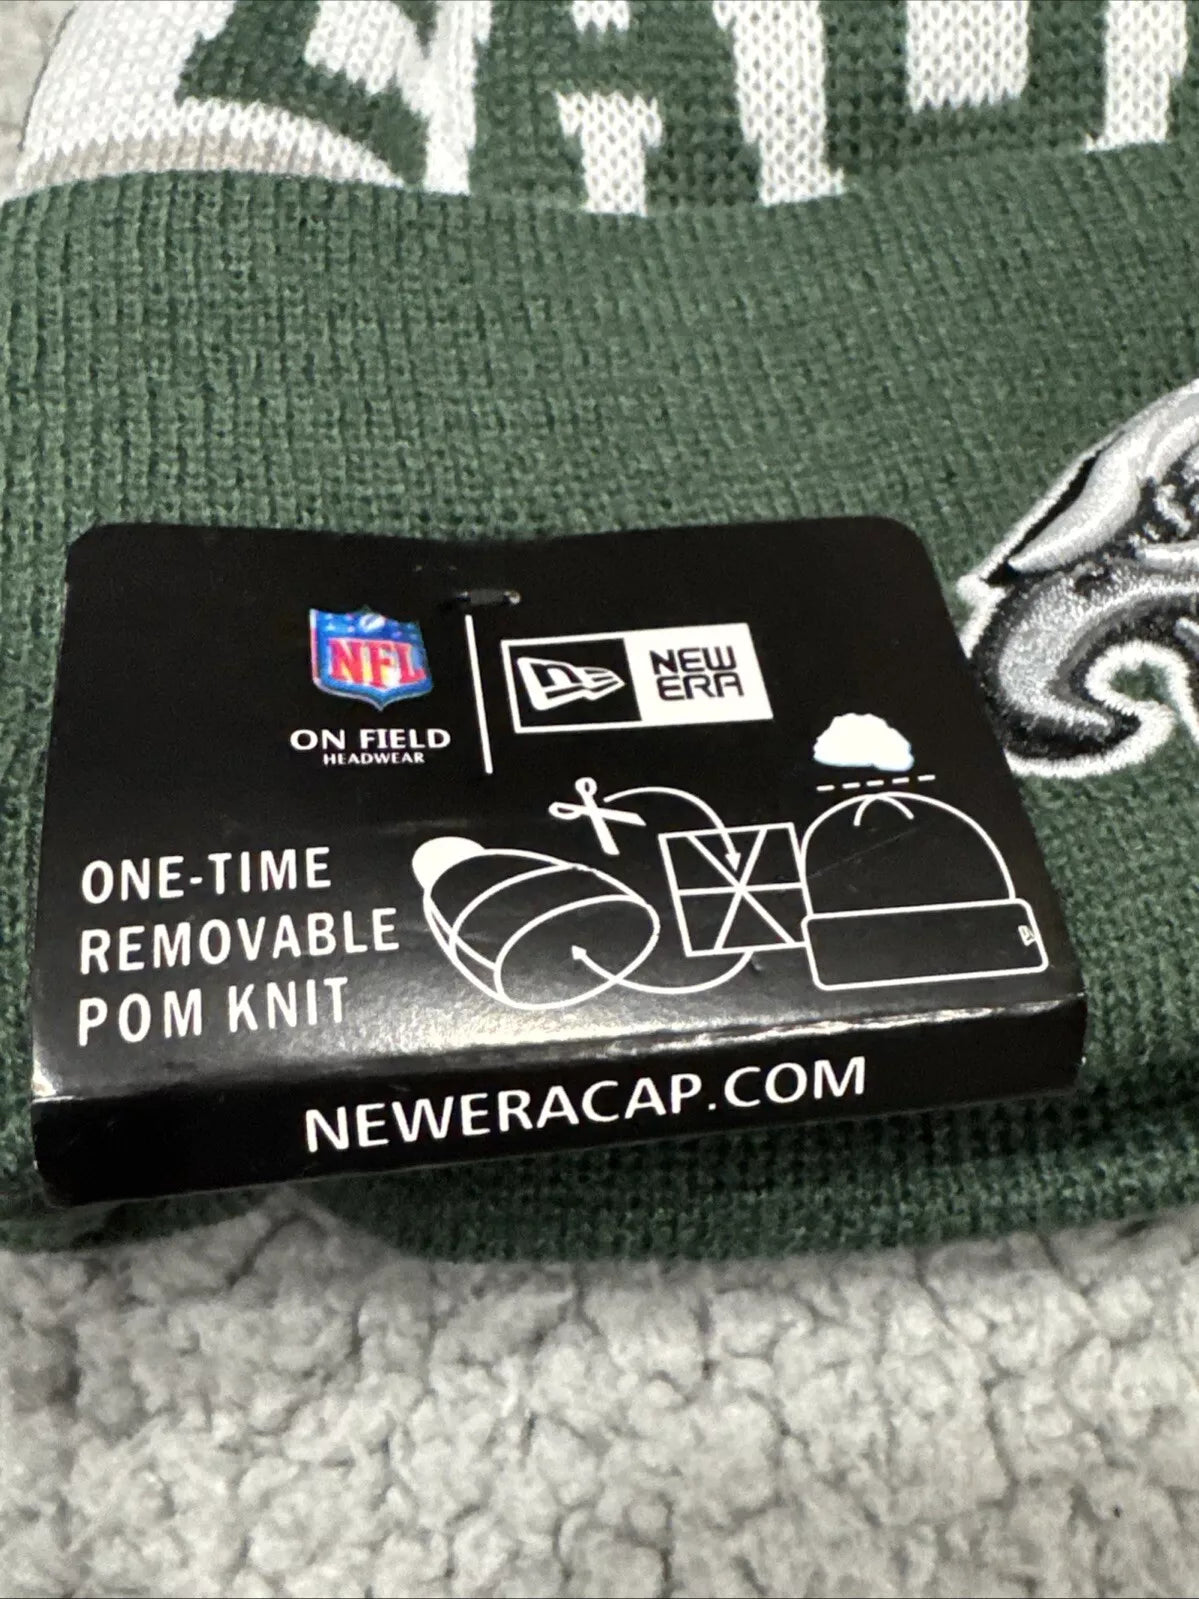 NFL
ON FIELD
HEADWEAR
NEW
ERA
ONE-TIME
REMOVABLE
POM KNIT
NEWERACAP.COM